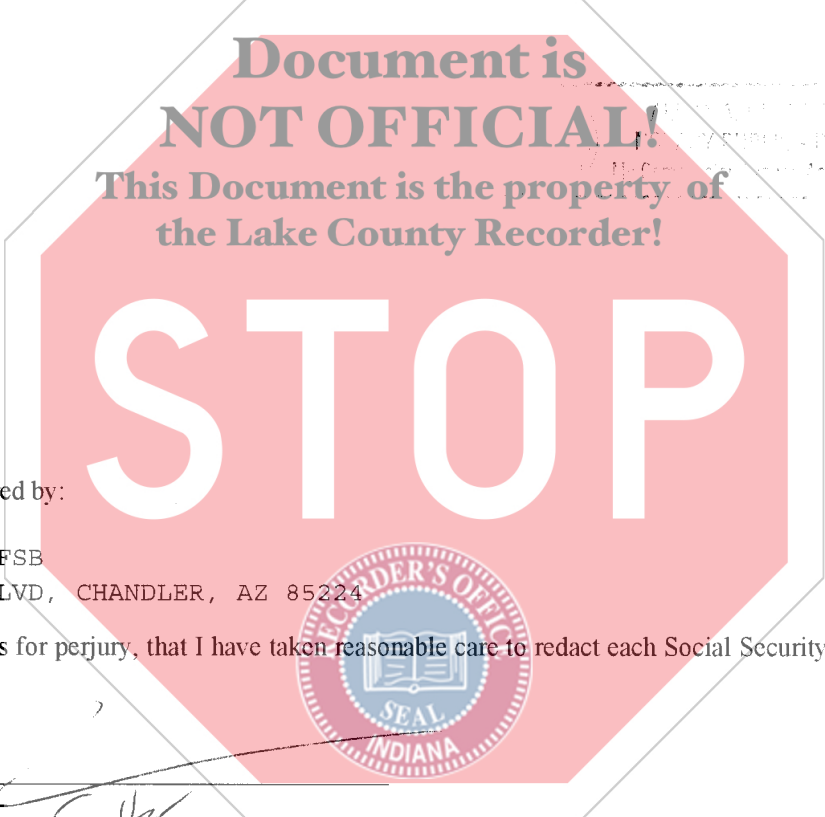 Document is
NOT OFFICIAL!
This Document is the property of
the Lake County Recorder!
STOP
ed by:
FSB
LVD, CHANDLER, AZ 85224
s for perjury, that I have taken reasonable care to redact each Social Security
RECORDER'S OFFIC
SEAL
INDIANA